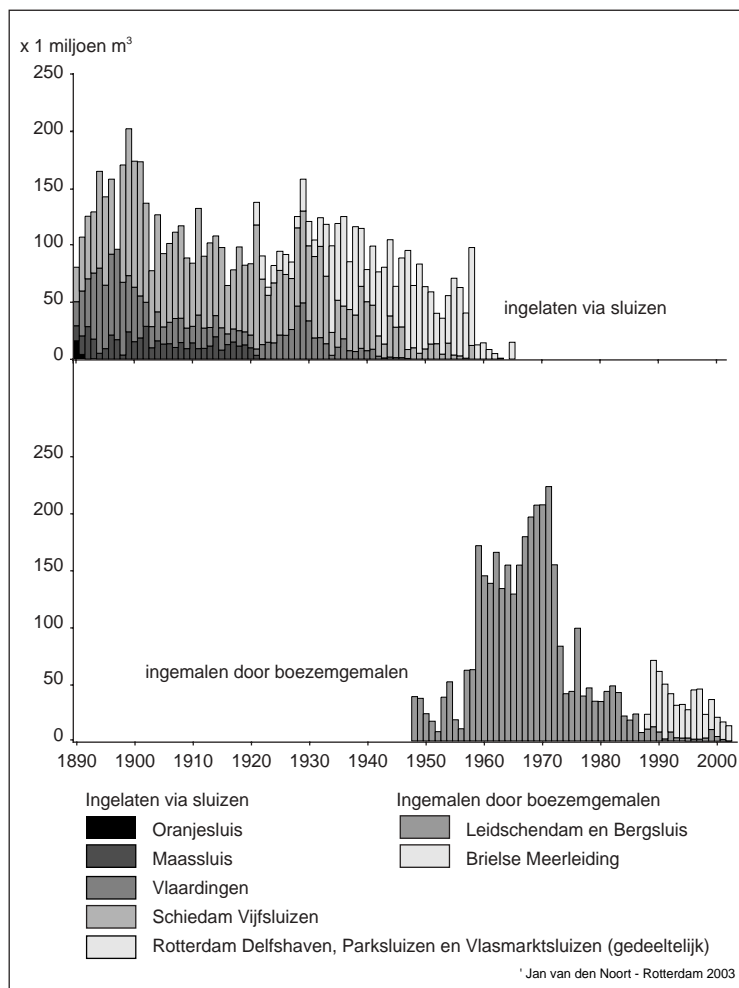 x 1 miljoen m³
250
200
150
100
50
0
ingelaten via sluizen
250
200
150
100
50
0
ingemalen door boezemgemalen
1890 1900 1910 1920 1930 1940 1950 1960 1970 1980 1990 2000
Ingelaten via sluizen
Oranjesluis
Maassluis
Vlaardingen
Schiedam Vijfsluizen
Rotterdam Delfshaven, Parksluizen en Vlasmarktsluizen (gedeeltelijk)
Ingemalen door boezemgemalen
Leidschendam en Bergsluis
Brielse Meerleiding
' Jan van den Noort - Rotterdam 2003